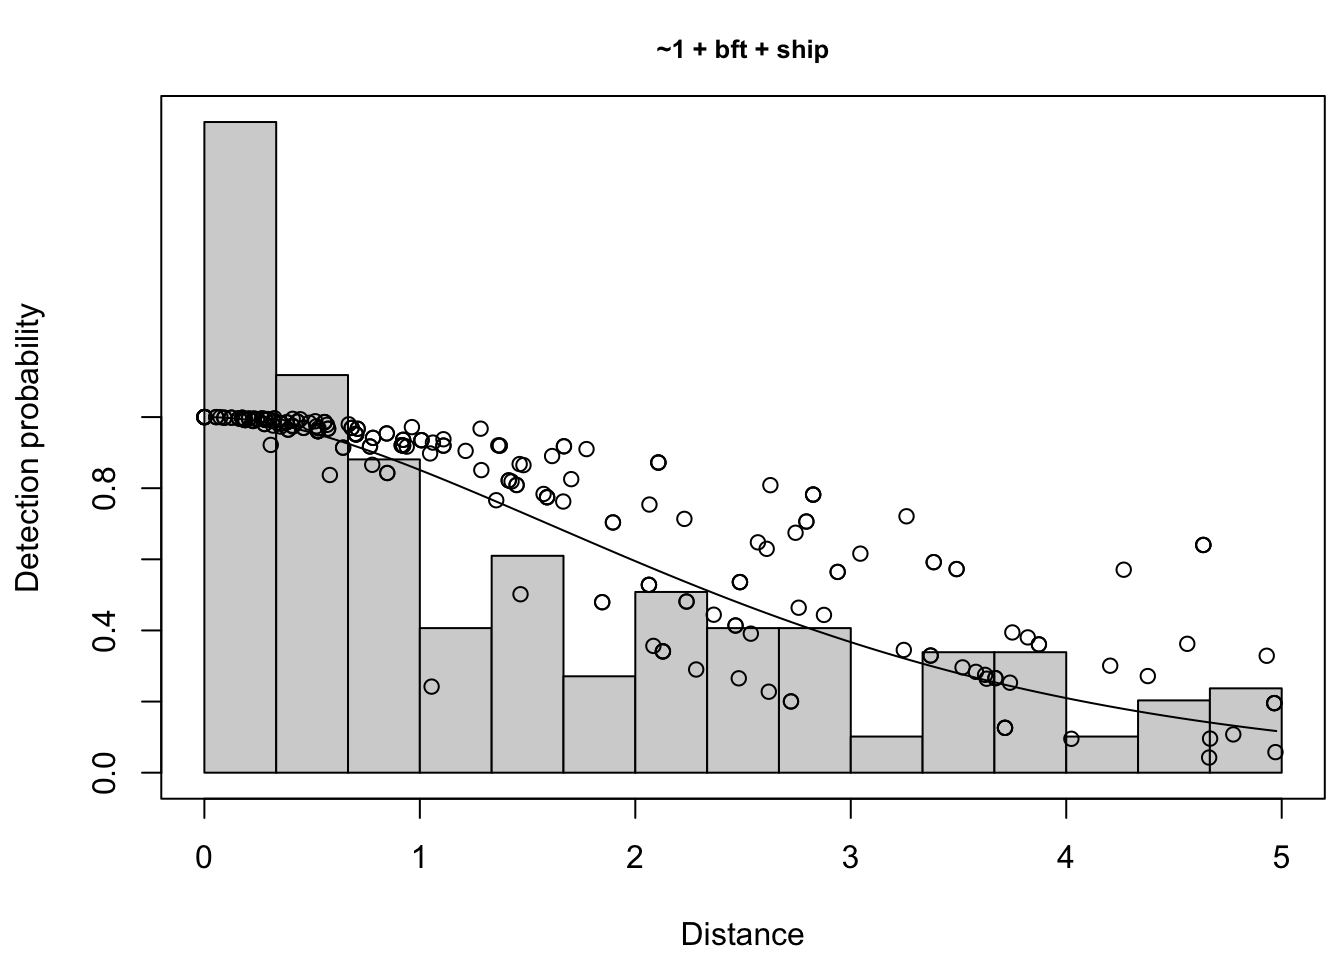 ~1 + bft + ship
Detection probability
0.8
0.4
0.0
0 1 2 3 4 5
Distance